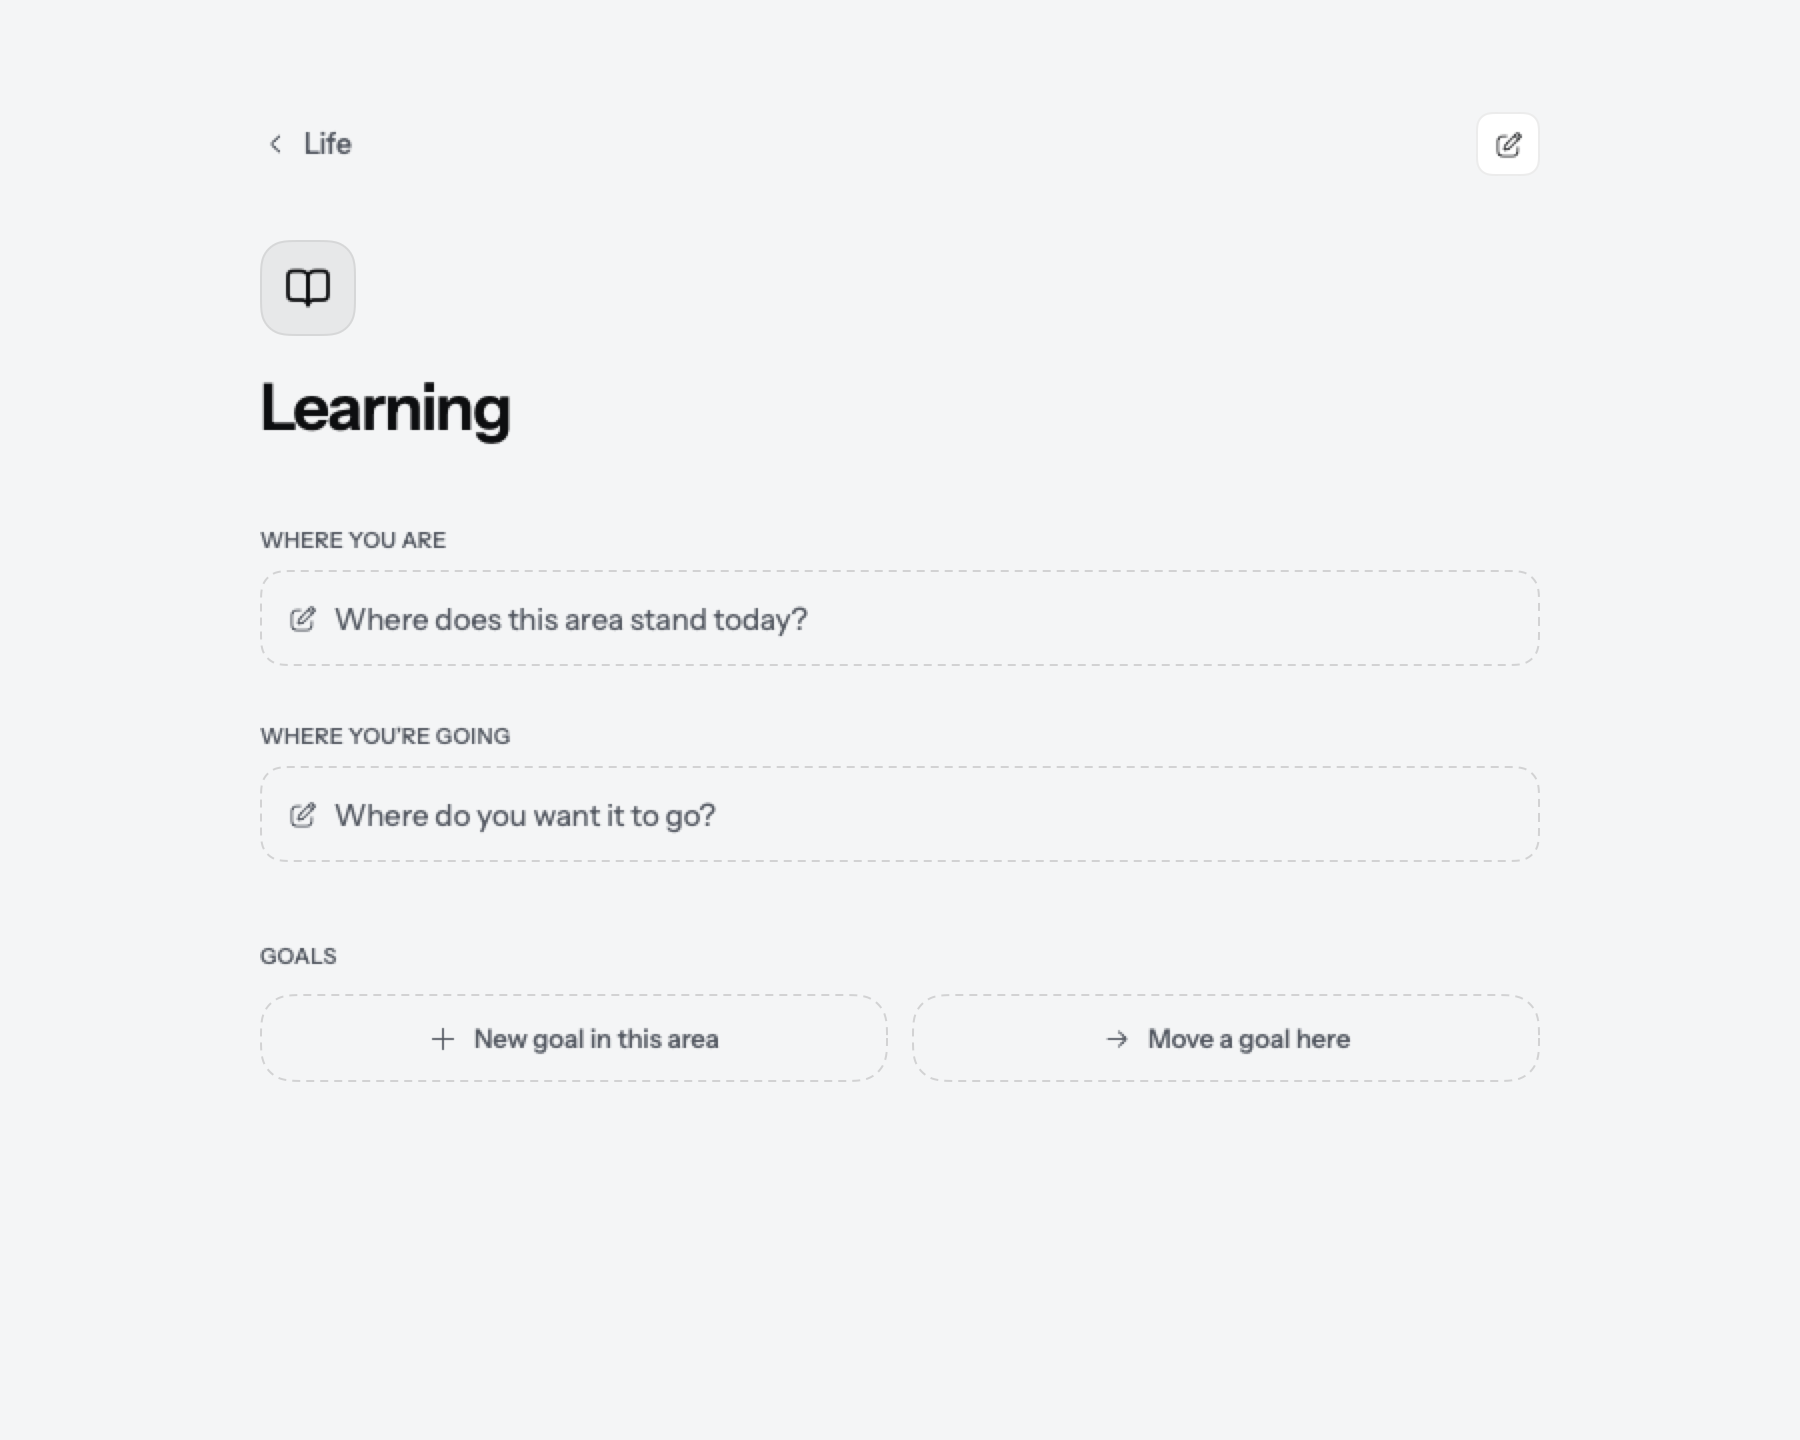 Life
Learning
WHERE YOU ARE
Where does this area stand today?
WHERE YOU'RE GOING
Where do you want it to go?
GOALS
New goal in this area
Move a goal here